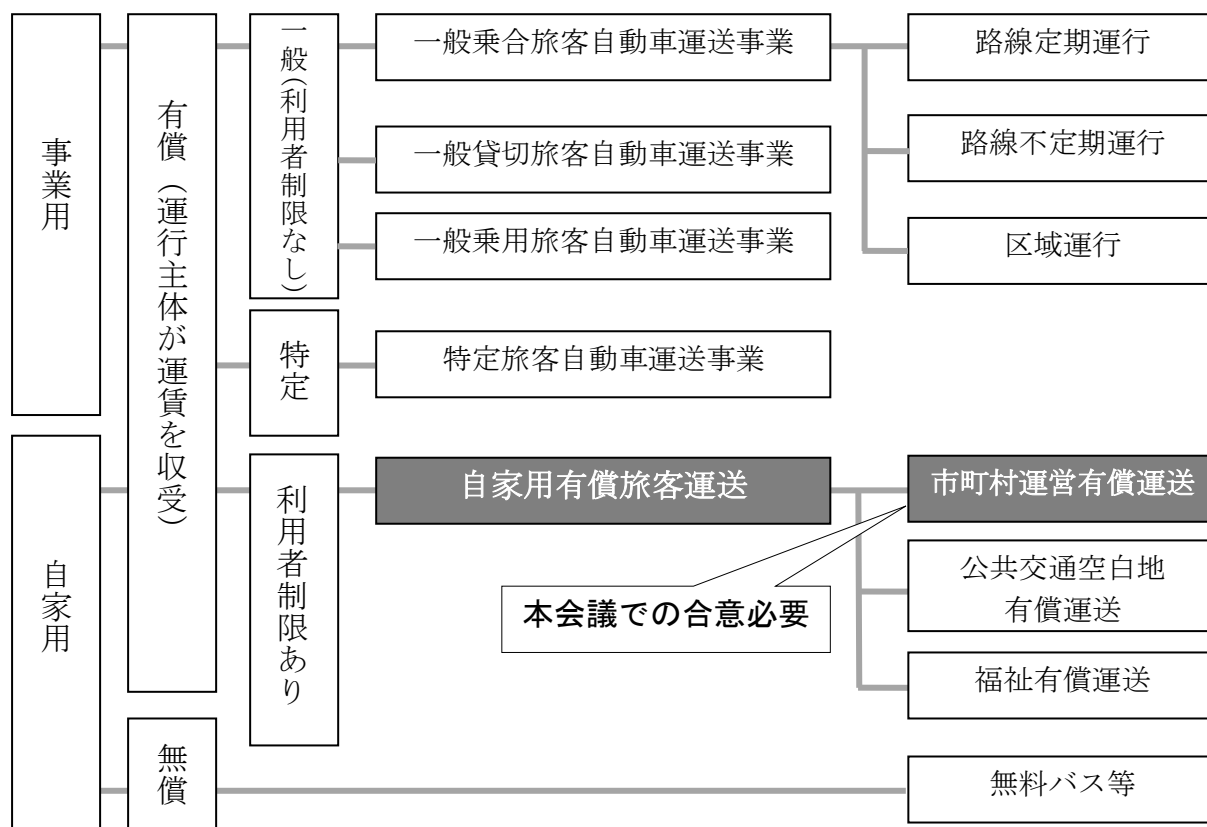 事業用
有償（運行主体が運賃を収受）
一般(利用者制限なし)
一般乗合旅客自動車運送事業
路線定期運行
路線不定期運行
区域運行
一般貸切旅客自動車運送事業
一般乗用旅客自動車運送事業
特定
特定旅客自動車運送事業
自家用
利用者制限あり
自家用有償旅客運送
市町村運営有償運送
本会議での合意必要
公共交通空白地
有償運送
福祉有償運送
無償
無料バス等